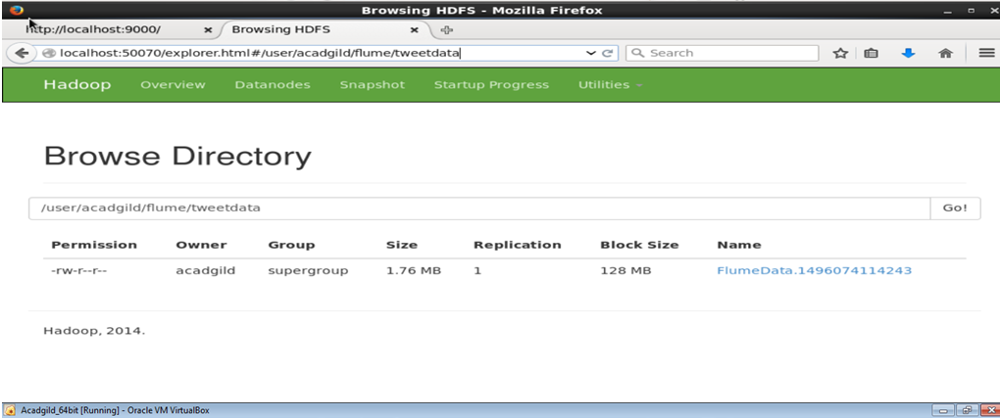 Browsing HDFS - Mozilla Firefox
http://localhost:9000/ Browsing HDFS
localhost:50070/explorer.html#/user/acadgild/flume/tweetdata Search
Hadoop Overview Datanodes Snapshot Startup Progress Utilities
Browse Directory
/user/acadgild/flume/tweetdata Go!
Permission Owner Group Size Replication Block Size Name
-rw-r--r-- acadgild supergroup 1.76 MB 1 128 MB FlumeData.1496074114243
Hadoop, 2014.
Acadgild_64bit [Running] - Oracle VM VirtualBox